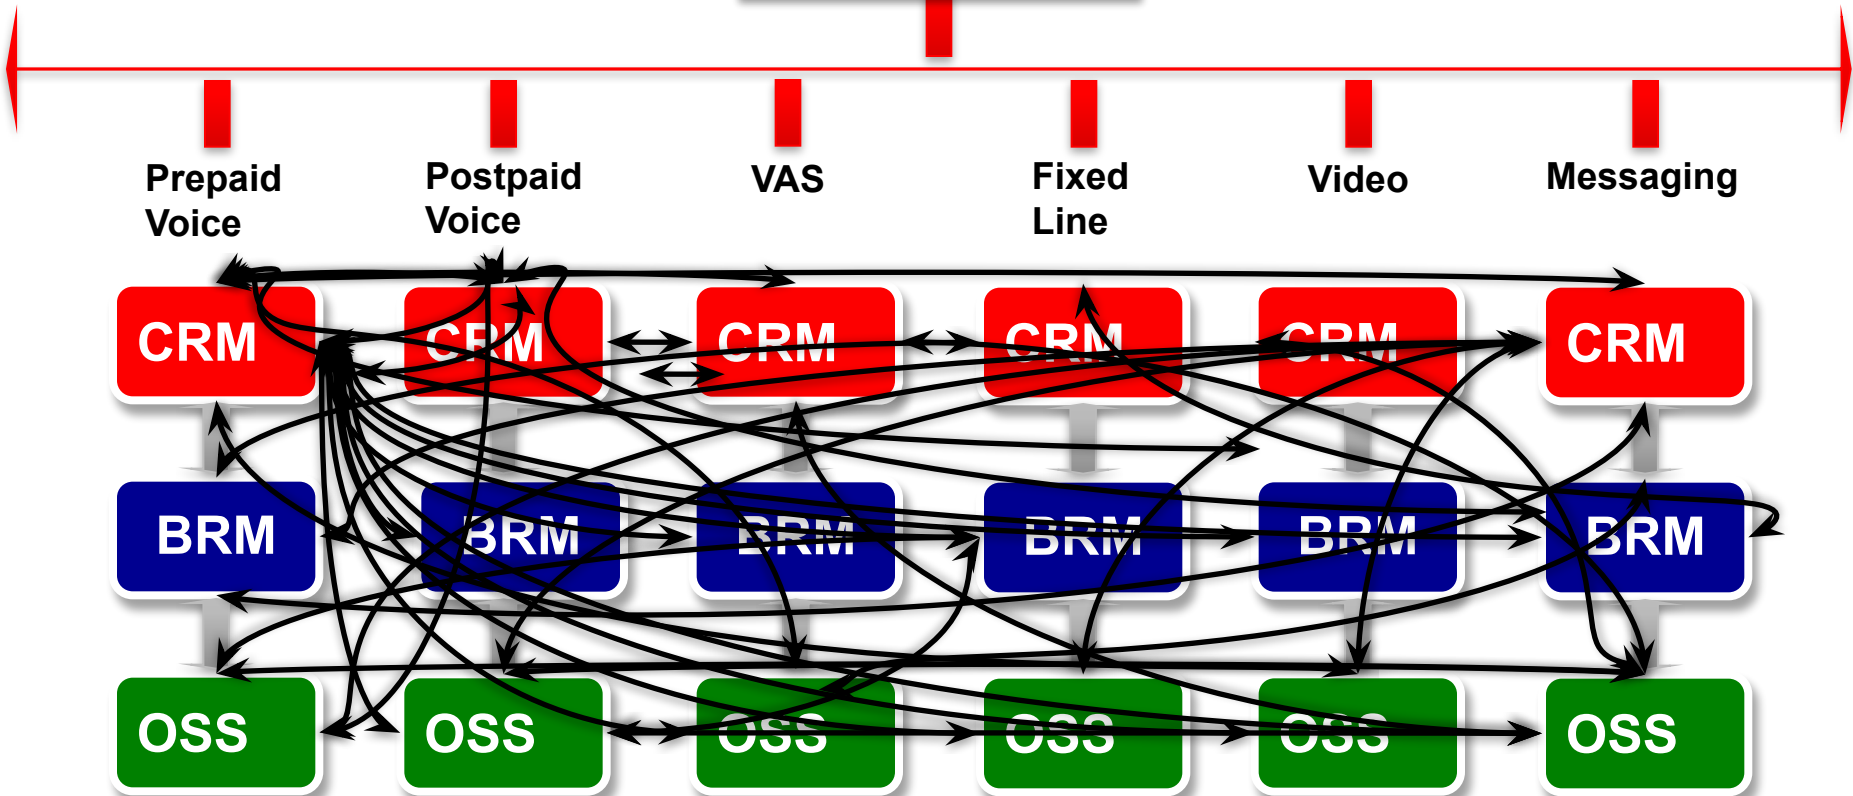 Prepaid
Voice
Postpaid
Voice
VAS
Fixed
Line
Video
Messaging
CRM
CRM
CRM
CRM
CRM
CRM
BRM
BRM
BRM
BRM
BRM
BRM
OSS
OSS
OSS
OSS
OSS
OSS